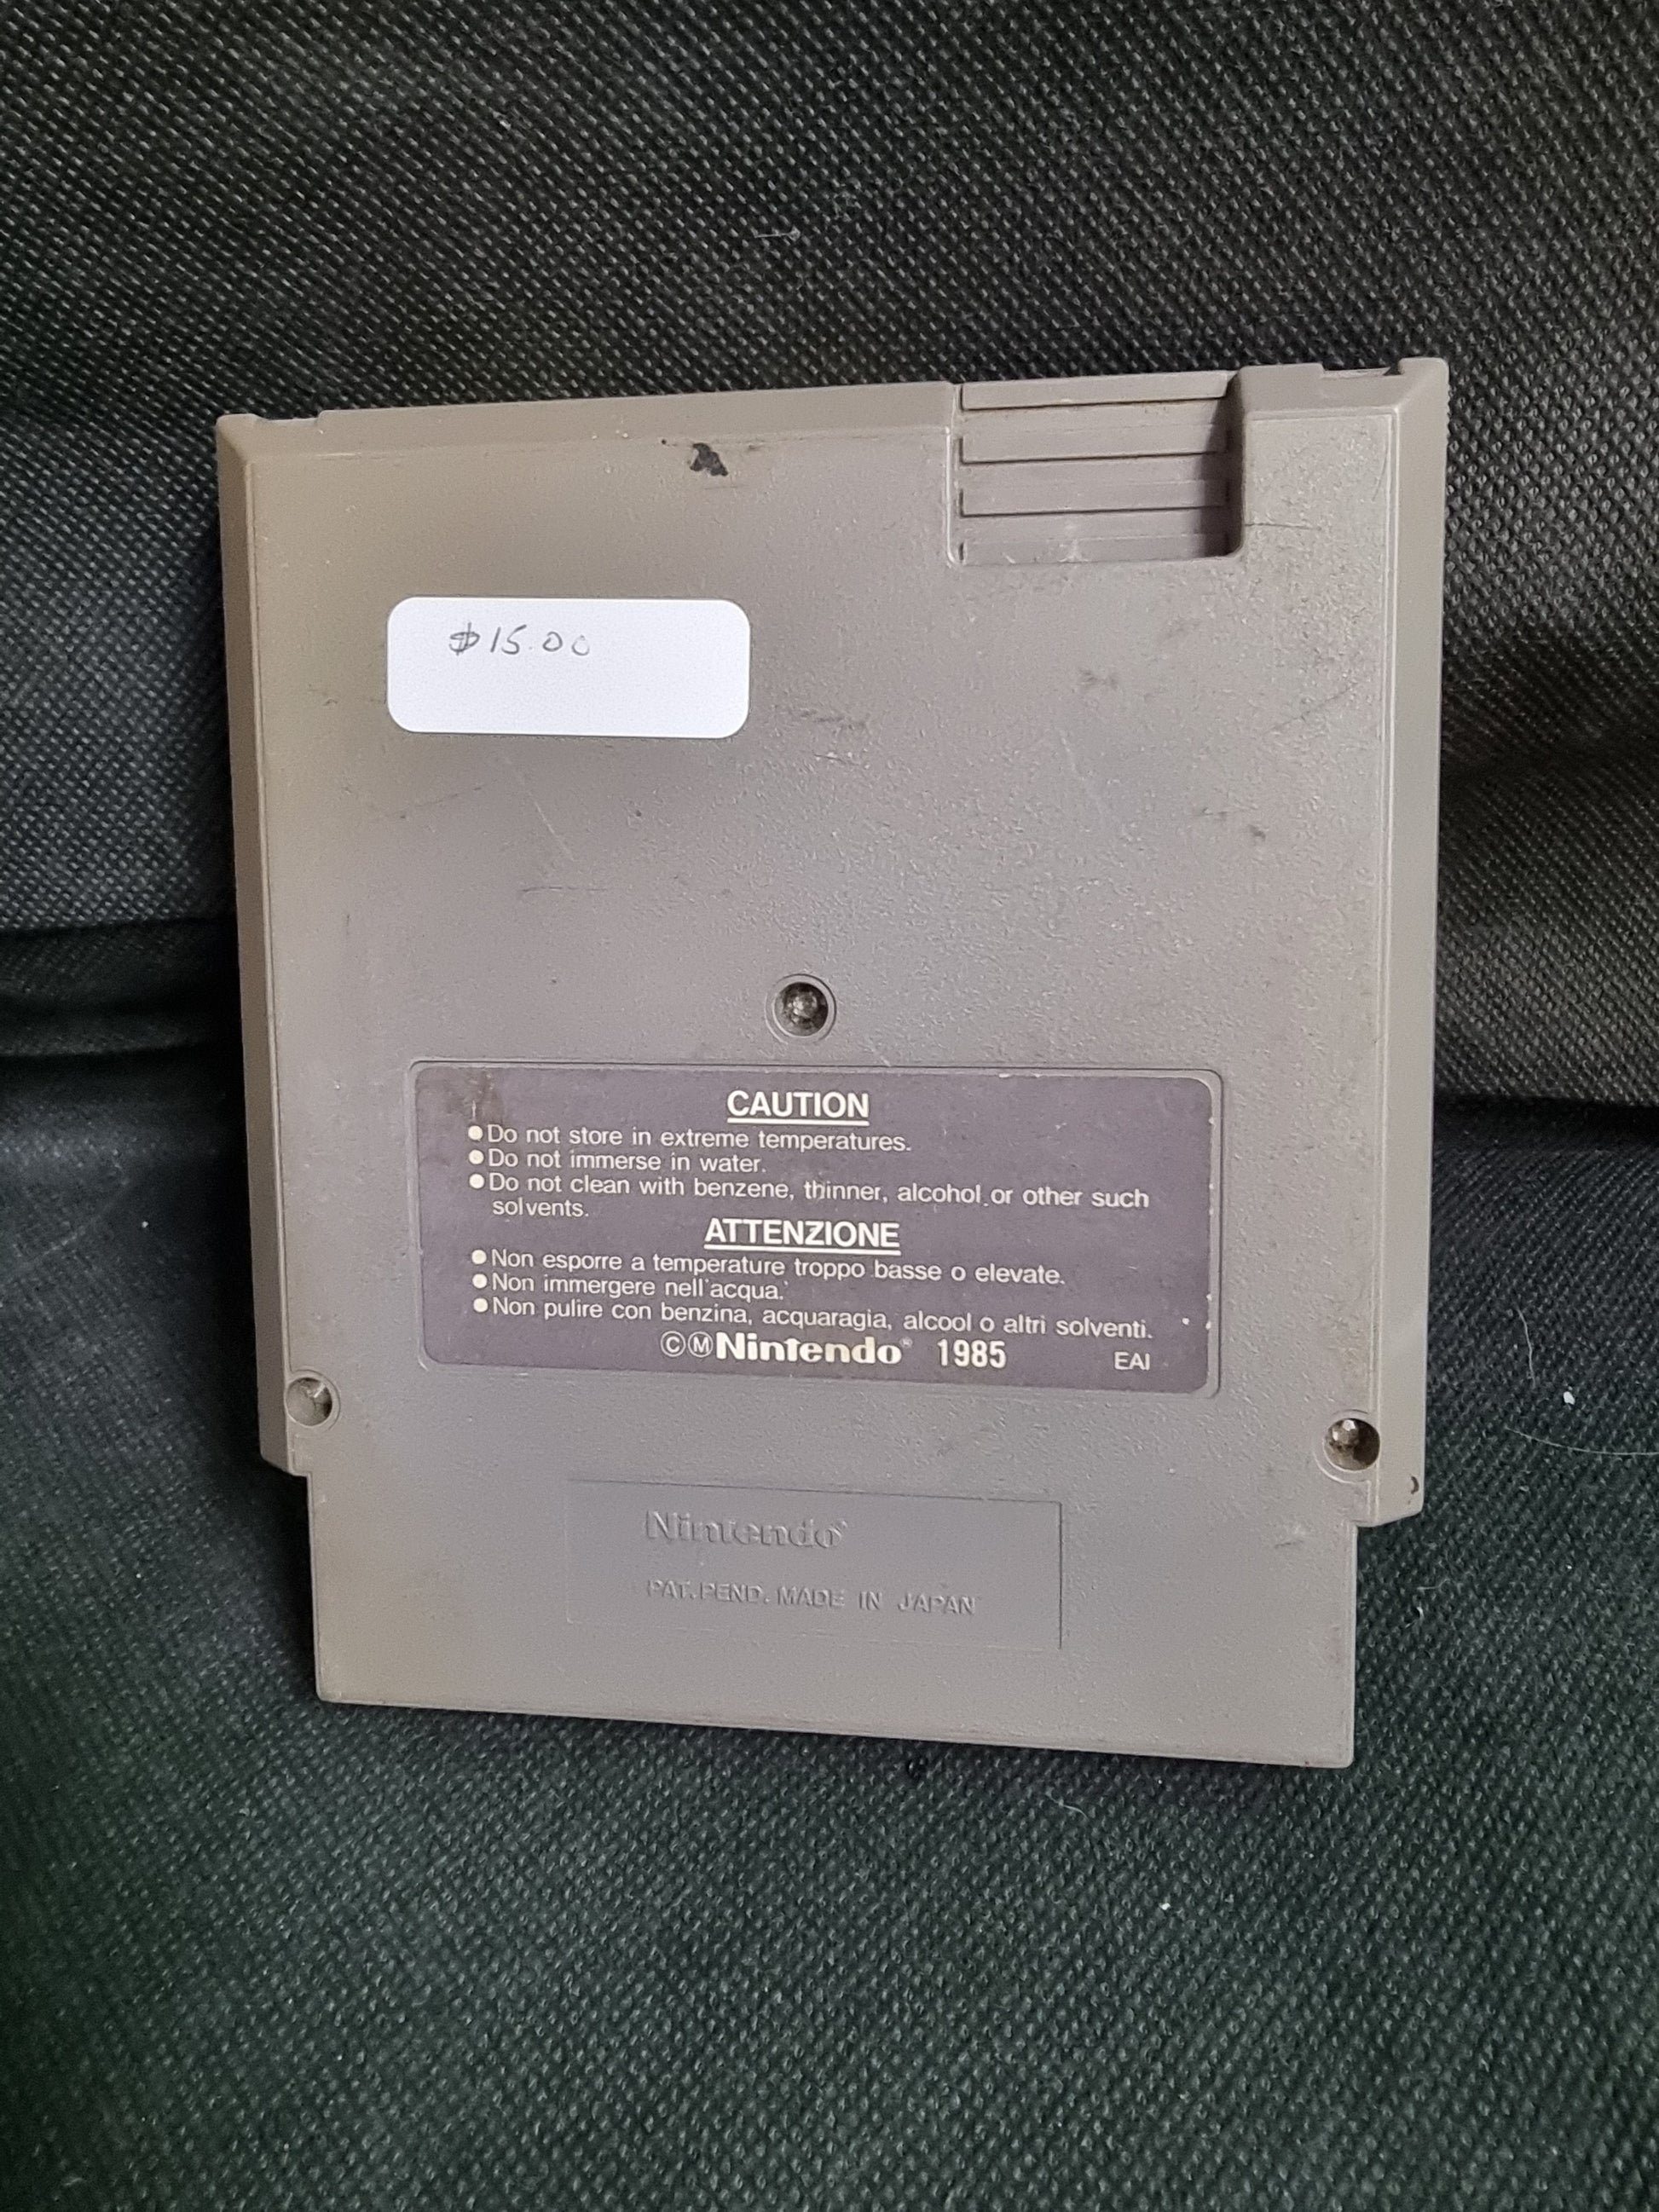 $15.00
CAUTION
●Do not store in extreme temperatures.
●Do not immerse in water.
●Do not clean with benzene, thinner, alcohol or other such
solvents.
ATTENZIONE
●Non esporre a temperature troppo basse o elevate.
●Non immergere nell'acqua.
●Non pulire con benzina, acquaragia, alcool o altri solventi.
©ⓂNintendo® 1985 EAI
Nintendo®
PAT.PEND. MADE IN JAPAN